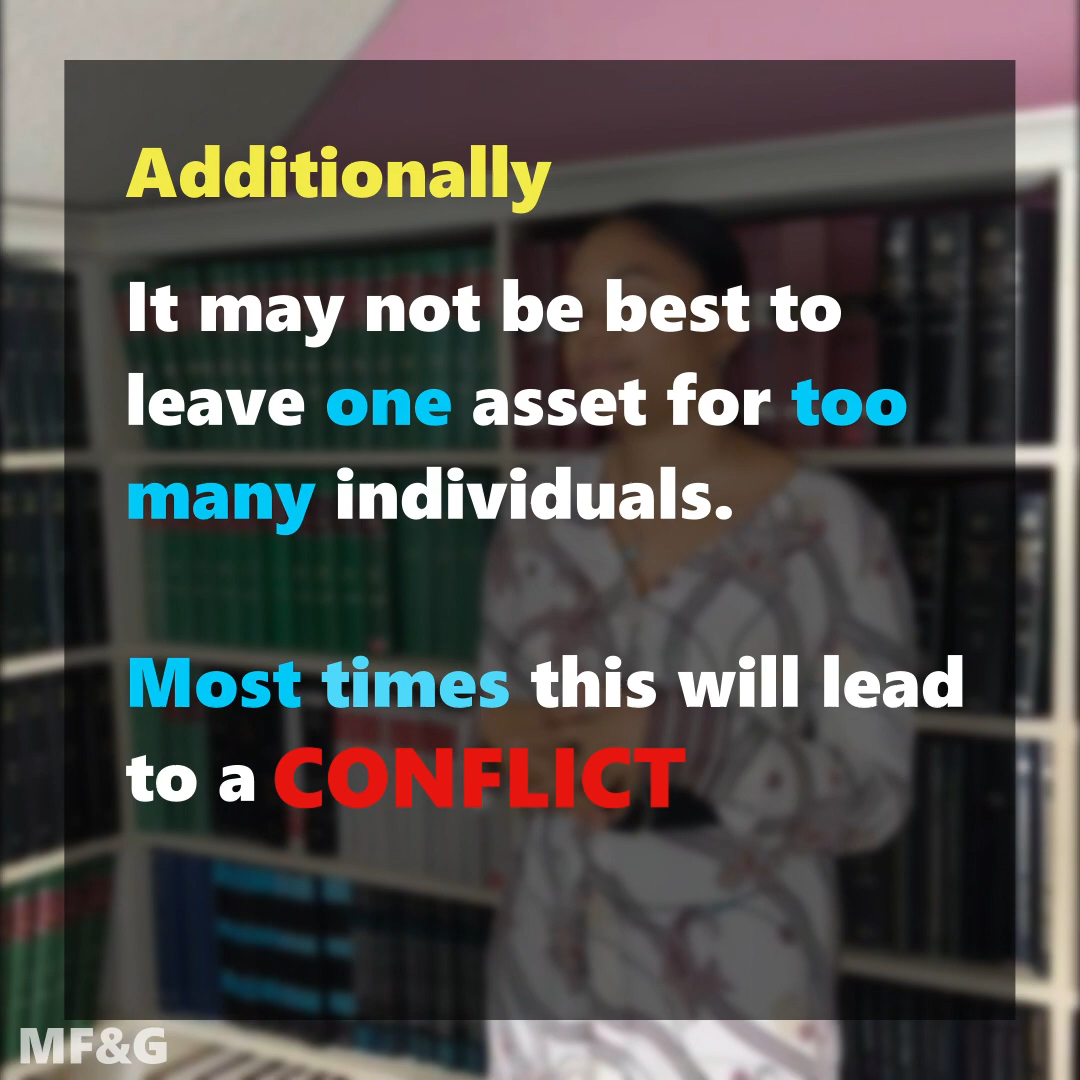 Additionally
It may not be best to
leave one asset for too
many individuals.
Most times this will lead
to a CONFLICT
MF&G